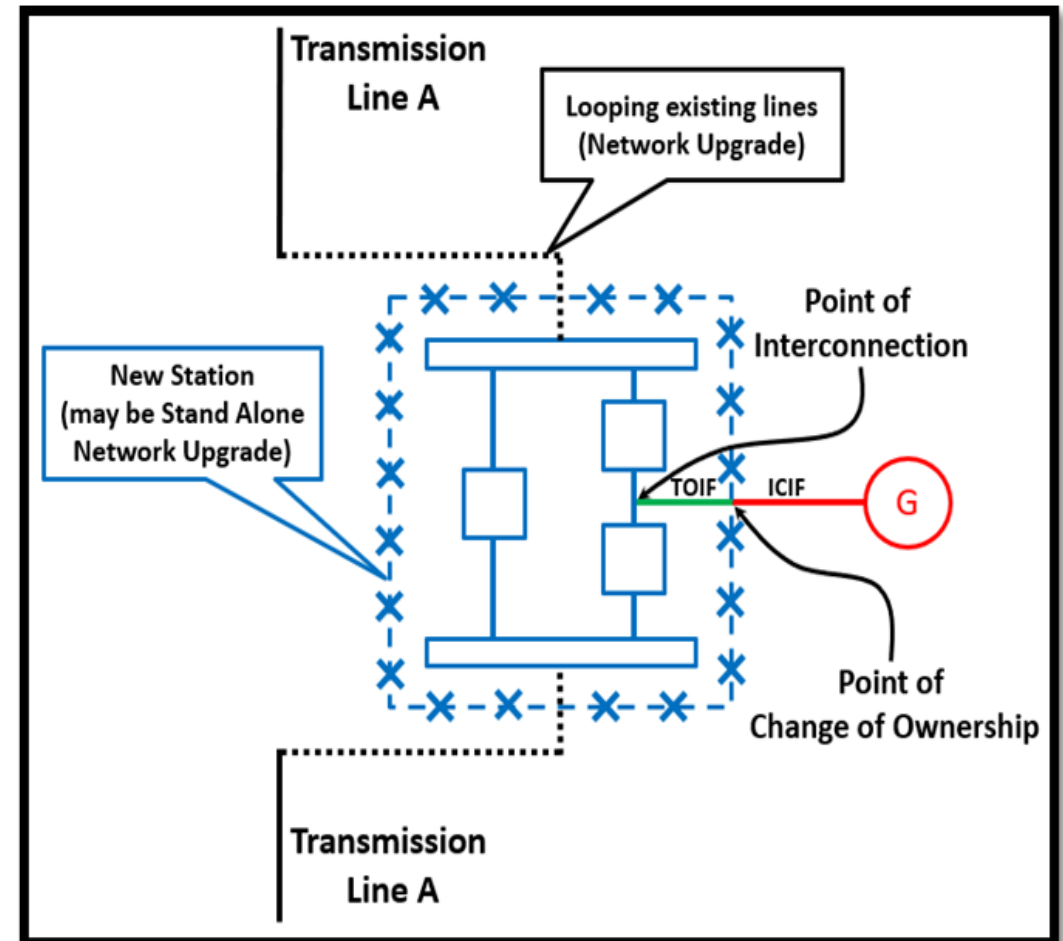 Transmission
Line A
Looping existing lines
(Network Upgrade)
Point of
Interconnection
New Station
(may be Stand Alone
Network Upgrade)
TOIF
ICIF
G
Point of
Change of Ownership
Transmission
Line A